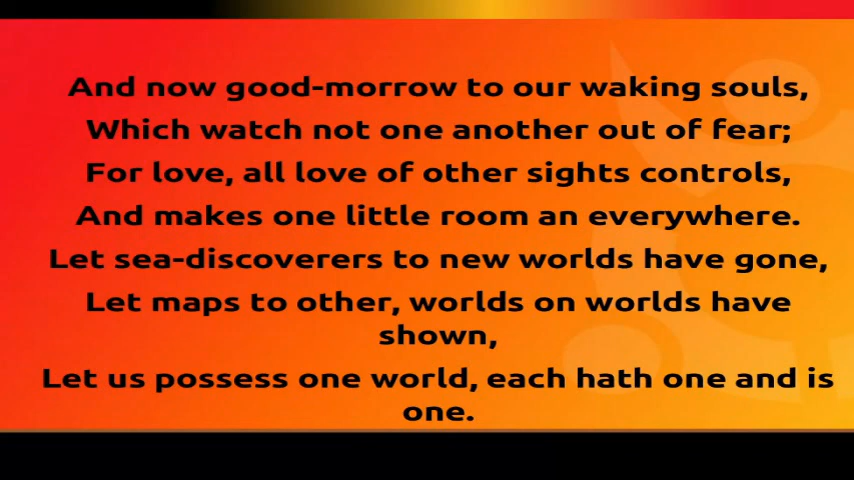 And now good-morrow to our waking souls,
Which watch not one another out of fear;
For love, all love of other sights controls,
And makes one little room an everywhere.
Let sea-discoverers to new worlds have gone,
Let maps to other, worlds on worlds have
shown,
Let us possess one world, each hath one and is
one.